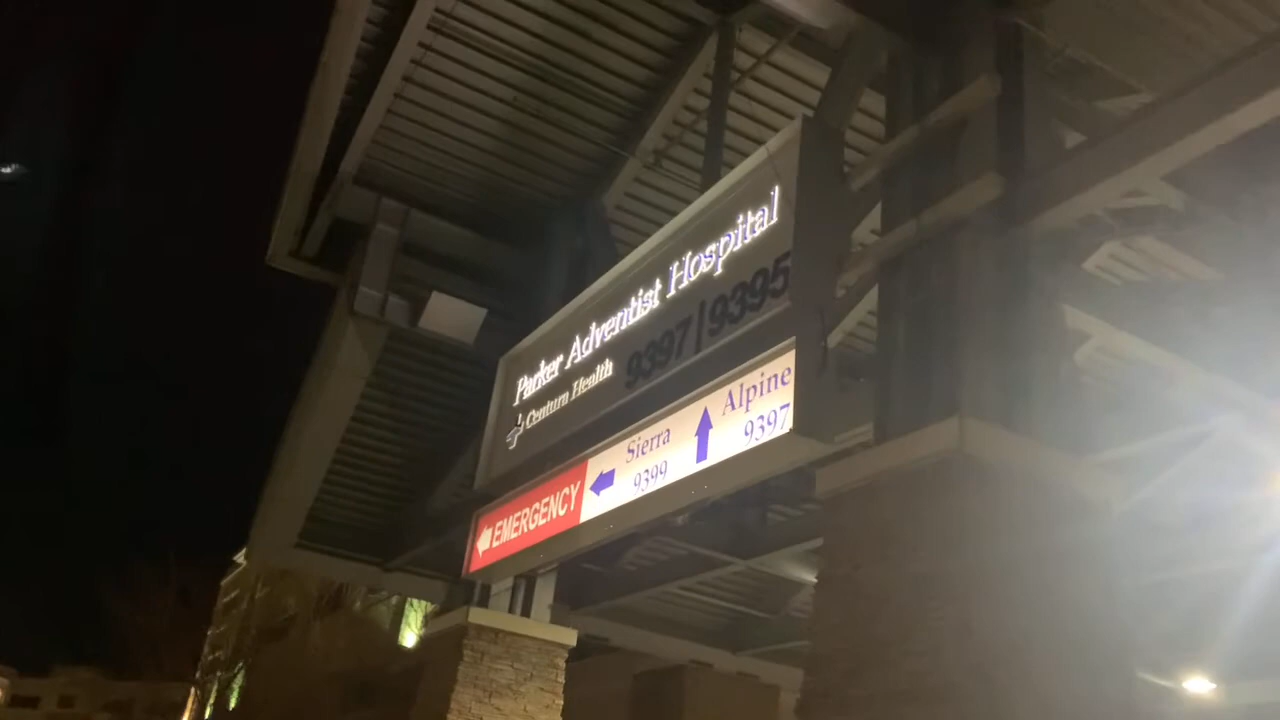 Parker Adventist Hospital
Centura Health
9397|9395
EMERGENCY
Sierra
9399
Alpine
9397